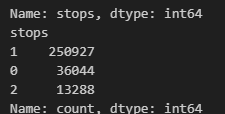 Name: stops, dtype: int64
stops
1    250927
0     36044
2     13288
Name: count, dtype: int64